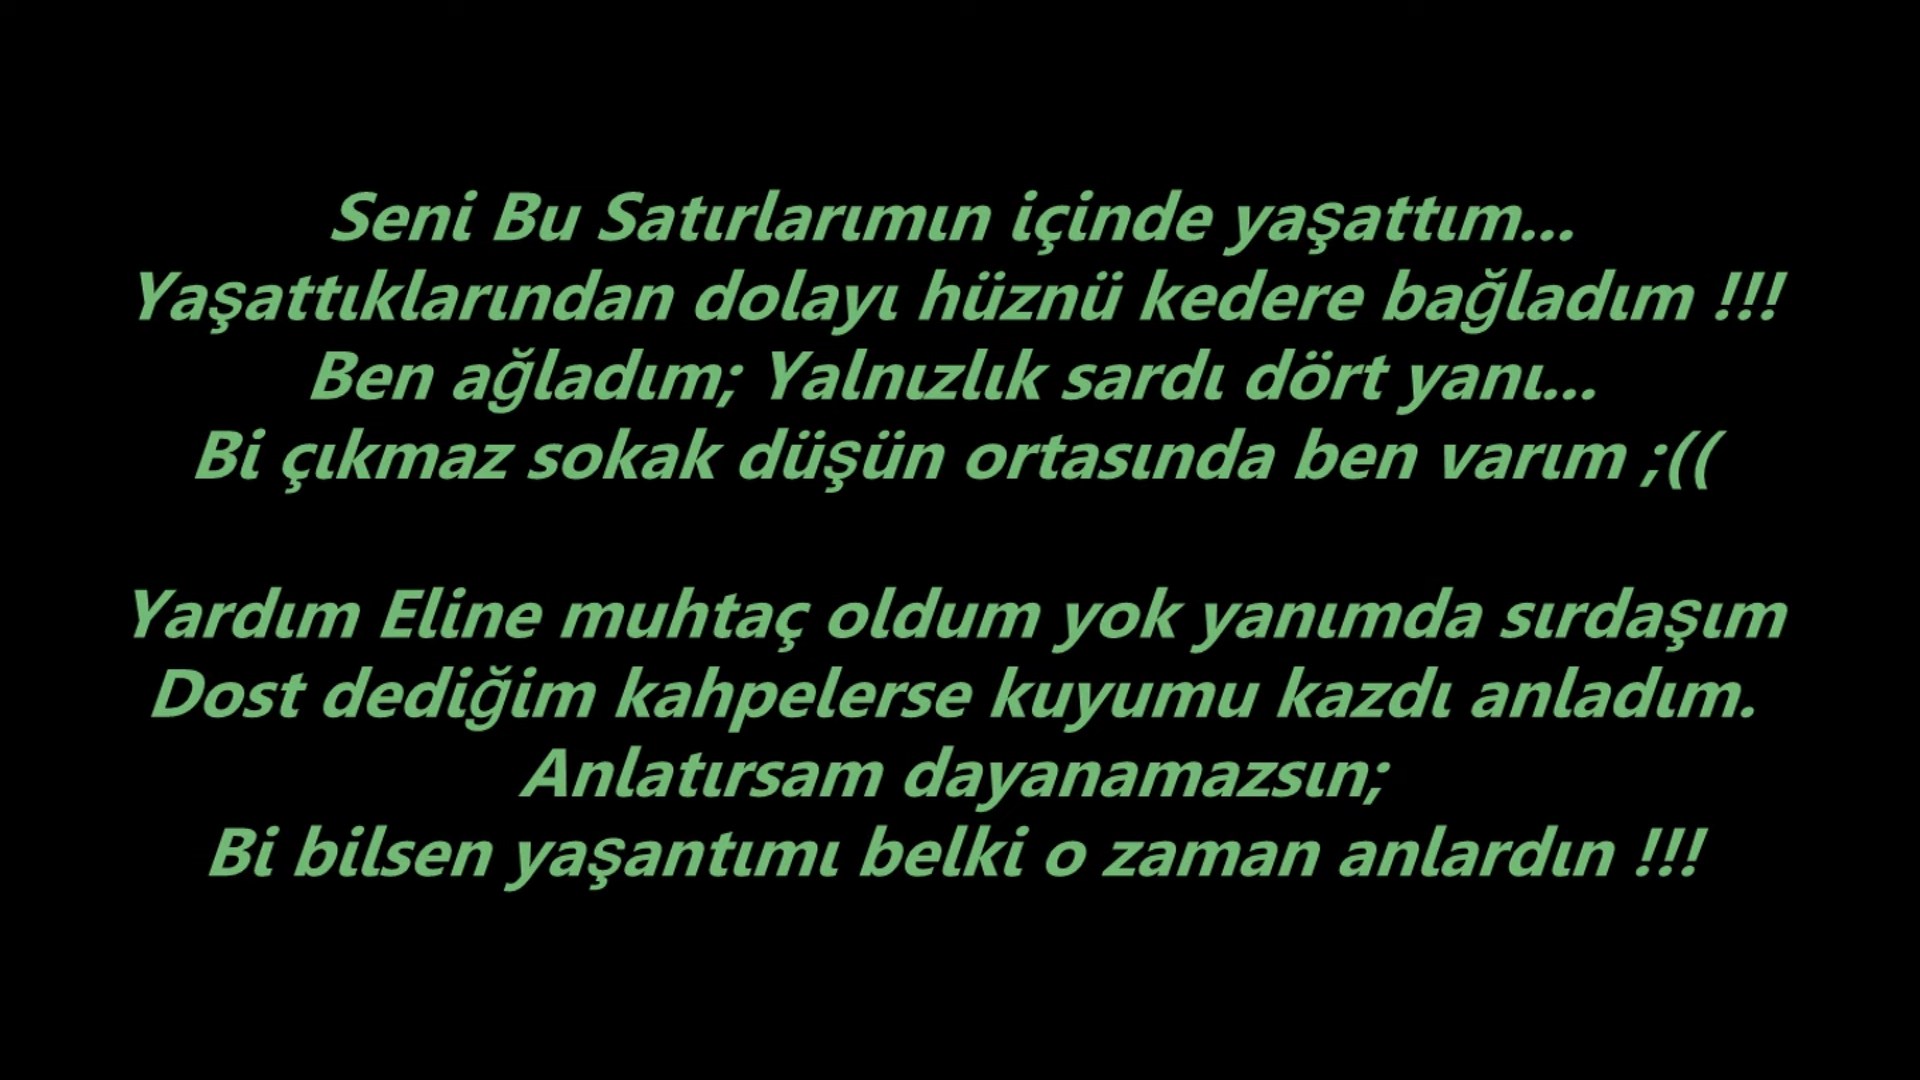 Seni Bu Satırlarımın içinde yaşattım...
Yaşattıklarından dolayı hüznü kedere bağladım !!!
Ben ağladım; Yalnızlık sardı dört yanı...
Bi çıkmaz sokak düşün ortasında ben varım ;((
Yardım Eline muhtaç oldum yok yanımda sırdaşım
Dost dediğim kahpelerse kuyumu kazdı anladım.
Anlatırsam dayanamazsın;
Bi bilsen yaşantımı belki o zaman anlardın !!!